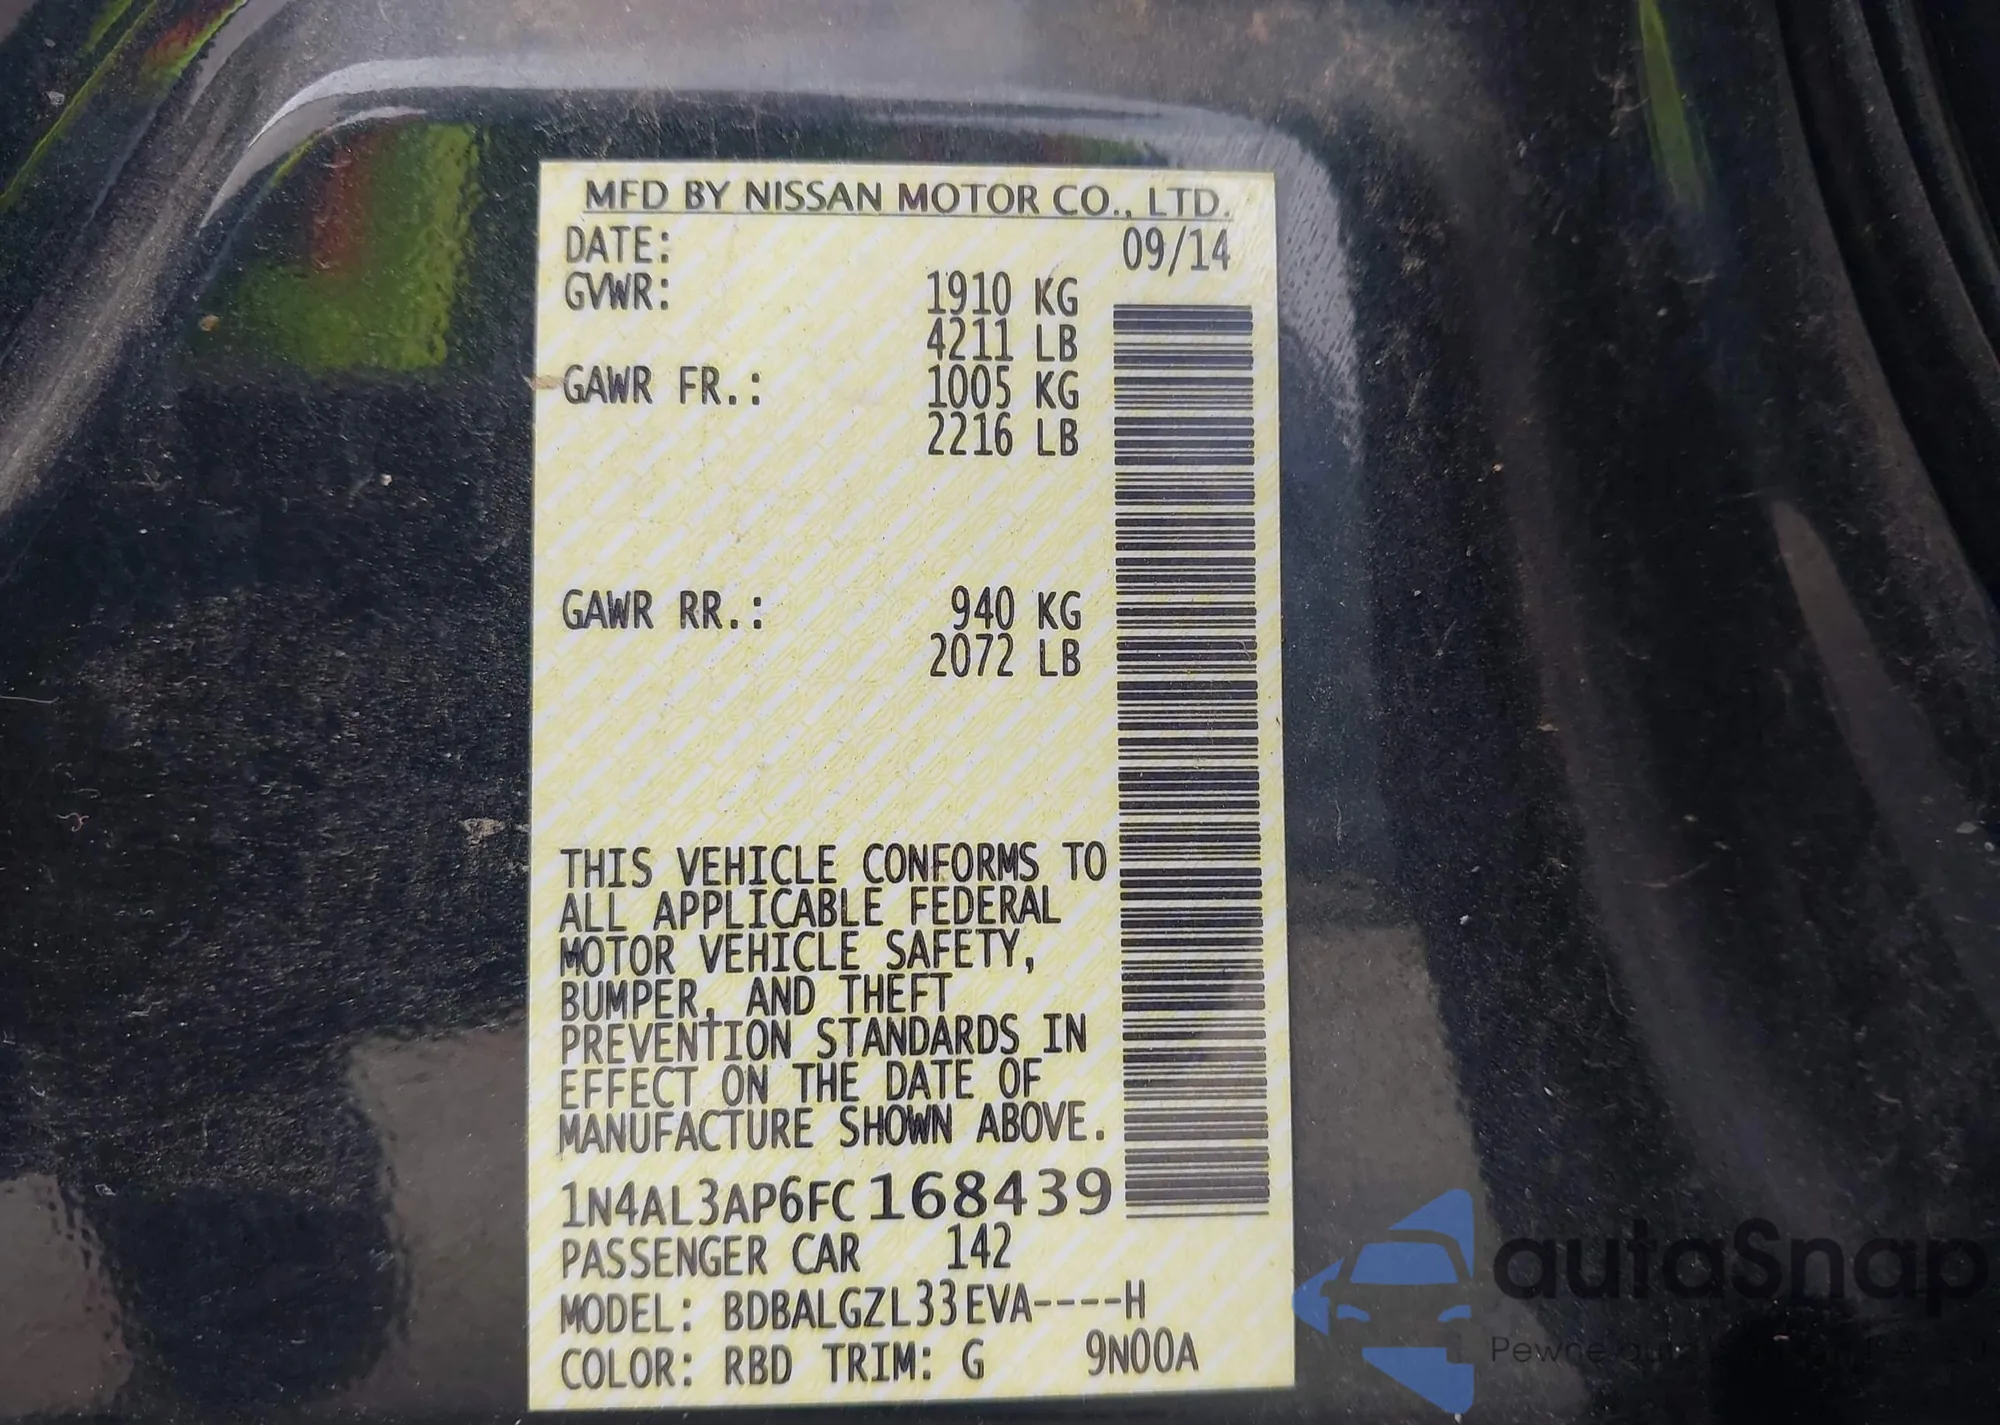 MFD BY NISSAN MOTOR CO., LTD.
DATE: 09/14
GVWR: 1910 KG
4211 LB
GAWR FR.: 1005 KG
2216 LB
GAWR RR.: 940 KG
2072 LB
THIS VEHICLE CONFORMS TO
ALL APPLICABLE FEDERAL
MOTOR VEHICLE SAFETY,
BUMPER, AND THEFT
PREVENTION STANDARDS IN
EFFECT ON THE DATE OF
MANUFACTURE SHOWN ABOVE.
1N4AL3AP6FC168439
PASSENGER CAR 142
MODEL: BDBALGZL33EVA----H
COLOR: RBD TRIM: G 9N00A
autaSnap
Pewne auta